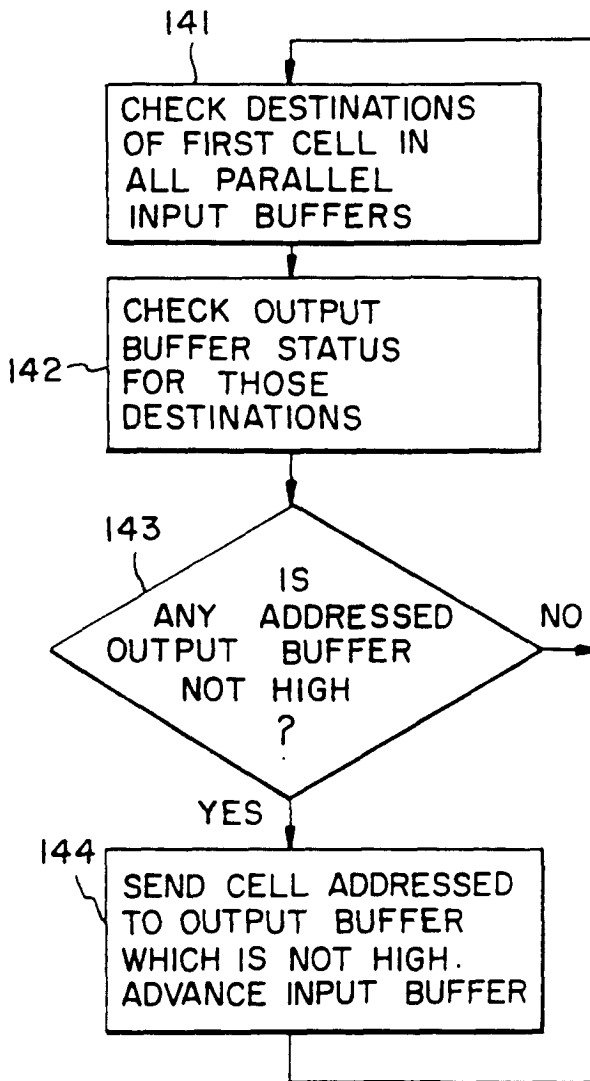 141
CHECK DESTINATIONS
OF FIRST CELL IN
ALL PARALLEL
INPUT BUFFERS
142
CHECK OUTPUT
BUFFER STATUS
FOR THOSE
DESTINATIONS
143
IS
ANY ADDRESSED
OUTPUT BUFFER
NOT HIGH
?
NO
YES
144
SEND CELL ADDRESSED
TO OUTPUT BUFFER
WHICH IS NOT HIGH.
ADVANCE INPUT BUFFER